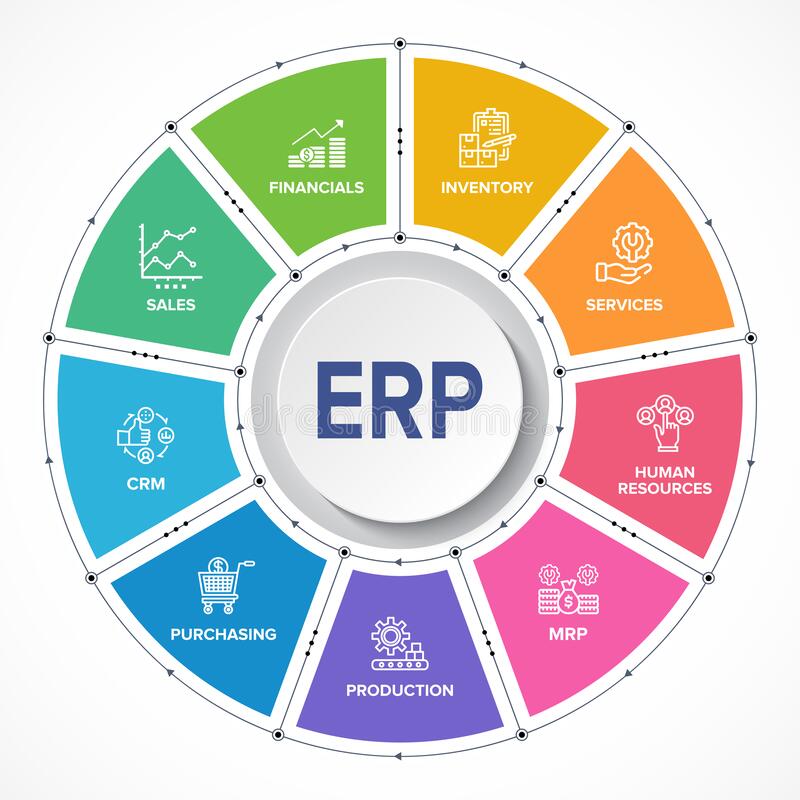 ERP
FINANCIALS
INVENTORY
SERVICES
HUMAN
RESOURCES
MRP
PRODUCTION
PURCHASING
CRM
SALES